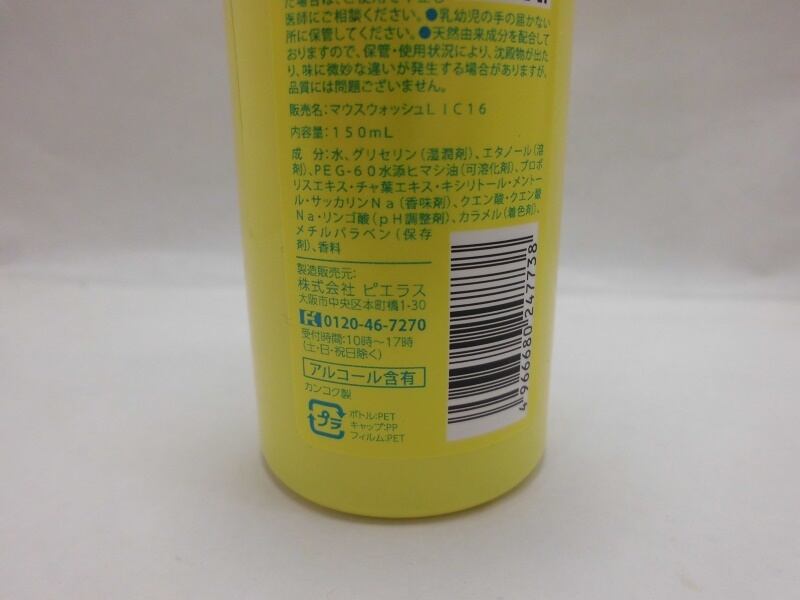 医師にご相談ください。●乳幼児の手の届かない
所に保管してください。●天然由来成分を配合して
おりますので、保管・使用状況により、沈殿物が出た
り、味に微妙な違いが発生する場合がありますが、
品質には問題ございません。
販売名:マウスウォッシュLIC16
内容量:150mL
成 分:水、グリセリン(湿潤剤)、エタノール(溶
剤)、PEG-60水添ヒマシ油(可溶化剤)、プロポ
リスエキス・チャ葉エキス・キシリトール・メントー
ル・サッカリンNa(香味剤)、クエン酸・クエン酸
Na・リンゴ酸(pH調整剤)、カラメル(着色剤)、
メチルパラベン(保存
剤)、香料
製造販売元:
株式会社 ピエラス
大阪市中央区本町橋1-30
0120-46-7270
受付時間:10時～17時
(土・日・祝日除く)
アルコール含有
カンコク製
プラ
ボトル:PET
キャップ:PP
フィルム:PET
4966680247738